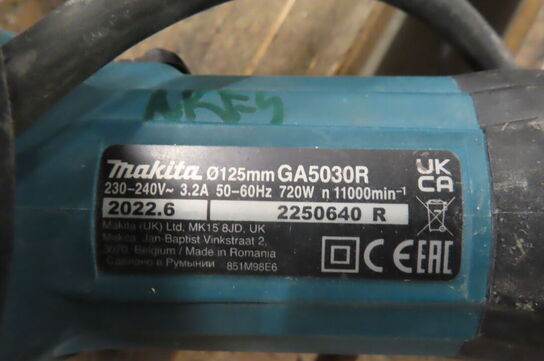 makita Ø125mm GA5030R
230-240V~ 3.2A 50-60Hz 720W n 11000min⁻¹
2022.6 2250640 R
Makita (UK) Ltd, MK15 8JD, UK
Makita, Jan-Baptist Vinkstraat 2,
3070, Belgium / Made in Romania
Сделано в Румынии 851M98E6
UK
CA
CE EAC